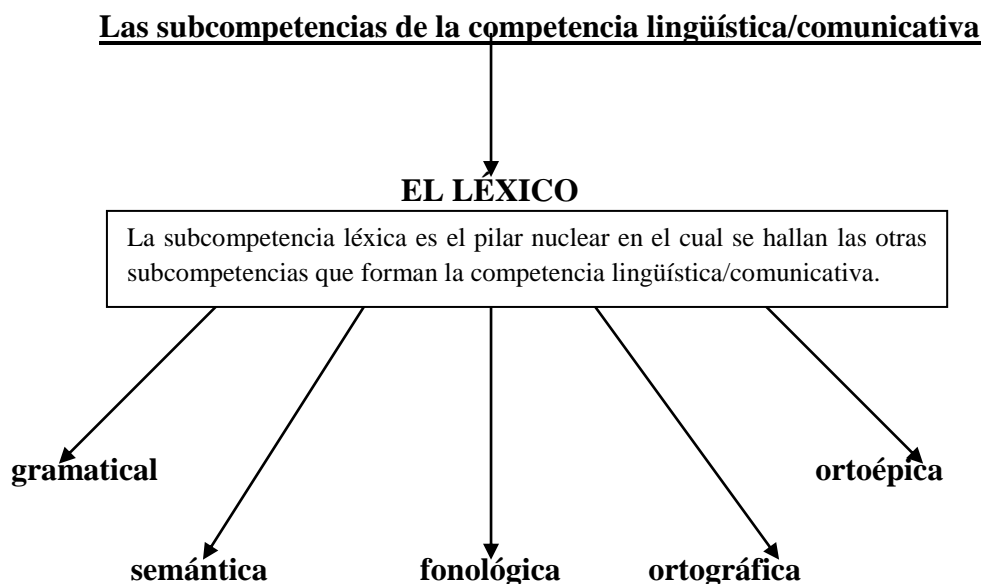 Las subcompetencias de la competencia lingüística/comunicativa
EL LÉXICO
La subcompetencia léxica es el pilar nuclear en el cual se hallan las otras
subcompetencias que forman la competencia lingüística/comunicativa.
gramatical
ortoépica
semántica
fonológica
ortográfica